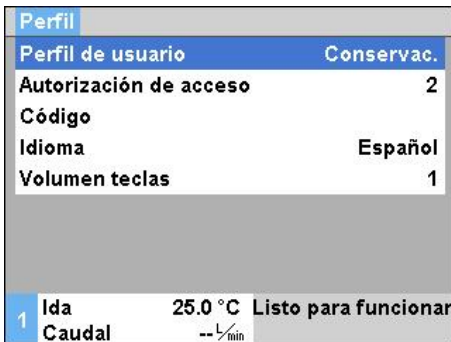 Perfil
Perfil de usuario Conservac.
Autorización de acceso 2
Código
Idioma Español
Volumen teclas 1
1 Ida 25.0 °C Listo para funcionar
Caudal -- L/min